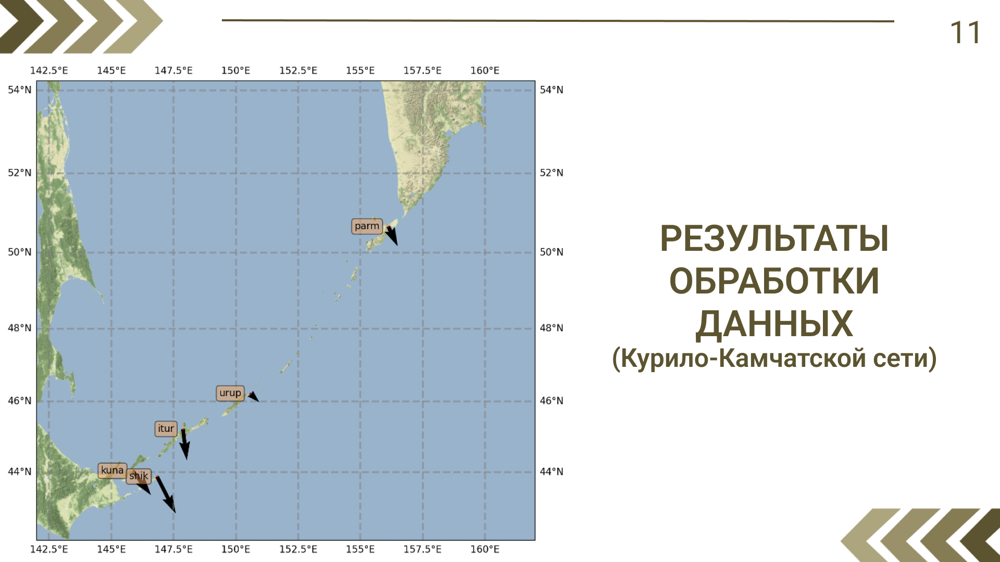 11
142.5°E 145°E 147.5°E 150°E 152.5°E 155°E 157.5°E 160°E
54°N 54°N
52°N 52°N
parm
50°N 50°N
48°N 48°N
urup
46°N 46°N
itur
kuna
shik
44°N 44°N
142.5°E 145°E 147.5°E 150°E 152.5°E 155°E 157.5°E 160°E
РЕЗУЛЬТАТЫ
ОБРАБОТКИ
ДАННЫХ
(Курило-Камчатской сети)